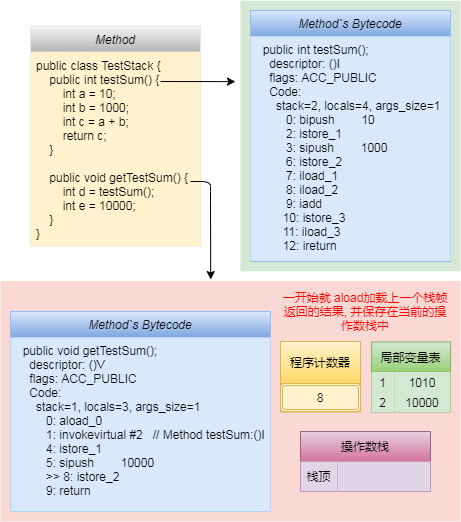 Method
public class TestStack {
public int testSum() {
int a = 10;
int b = 1000;
int c = a + b;
return c;
}
public void getTestSum() {
int d = testSum();
int e = 10000;
}
}
Method`s Bytecode
public int testSum();
descriptor: ()I
flags: ACC_PUBLIC
Code:
stack=2, locals=4, args_size=1
0: bipush 10
2: istore_1
3: sipush 1000
6: istore_2
7: iload_1
8: iload_2
9: iadd
10: istore_3
11: iload_3
12: ireturn
Method`s Bytecode
public void getTestSum();
descriptor: ()V
flags: ACC_PUBLIC
Code:
stack=1, locals=3, args_size=1
0: aload_0
1: invokevirtual #2 // Method testSum:()I
4: istore_1
5: sipush 10000
>> 8: istore_2
9: return
一开始就 aload加载上一个栈帧
返回的结果, 并保存在当前的操
作数栈中
程序计数器
8
局部变量表
1 1010
2 10000
操作数栈
栈顶